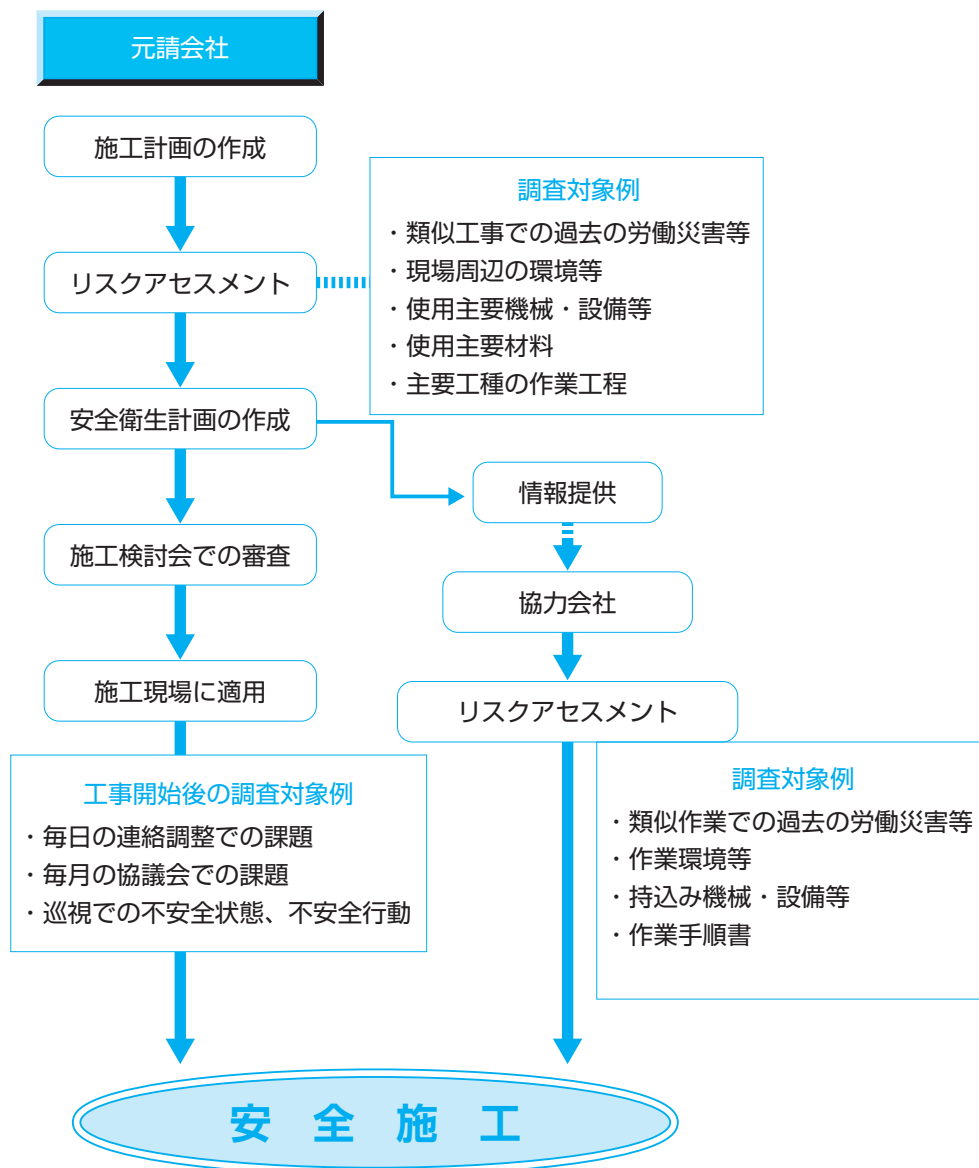 元請会社
施工計画の作成
リスクアセスメント
調査対象例
・類似工事での過去の労働災害等
・現場周辺の環境等
・使用主要機械・設備等
・使用主要材料
・主要工種の作業工程
安全衛生計画の作成
情報提供
施工検討会での審査
協力会社
施工現場に適用
リスクアセスメント
工事開始後の調査対象例
・毎日の連絡調整での課題
・毎月の協議会での課題
・巡視での不安全状態、不安全行動
調査対象例
・類似作業での過去の労働災害等
・作業環境等
・持込み機械・設備等
・作業手順書
安 全 施 工